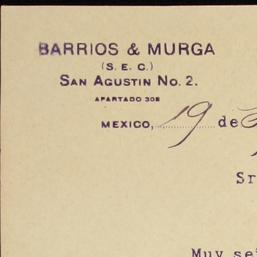 BARRIOS & MURGA
(S. E. C.)
SAN AGUSTIN No. 2.
APARTADO 308
MEXICO, 19 de
Sr
Muy se